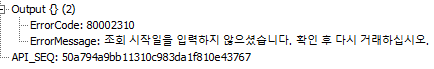 Output {} (2)
ErrorCode: 80002310
ErrorMessage: 조회 시작일을 입력하지 않으셨습니다. 확인 후 다시 거래하십시오.
API_SEQ: 50a794a9bb11310c983da1f810e43767